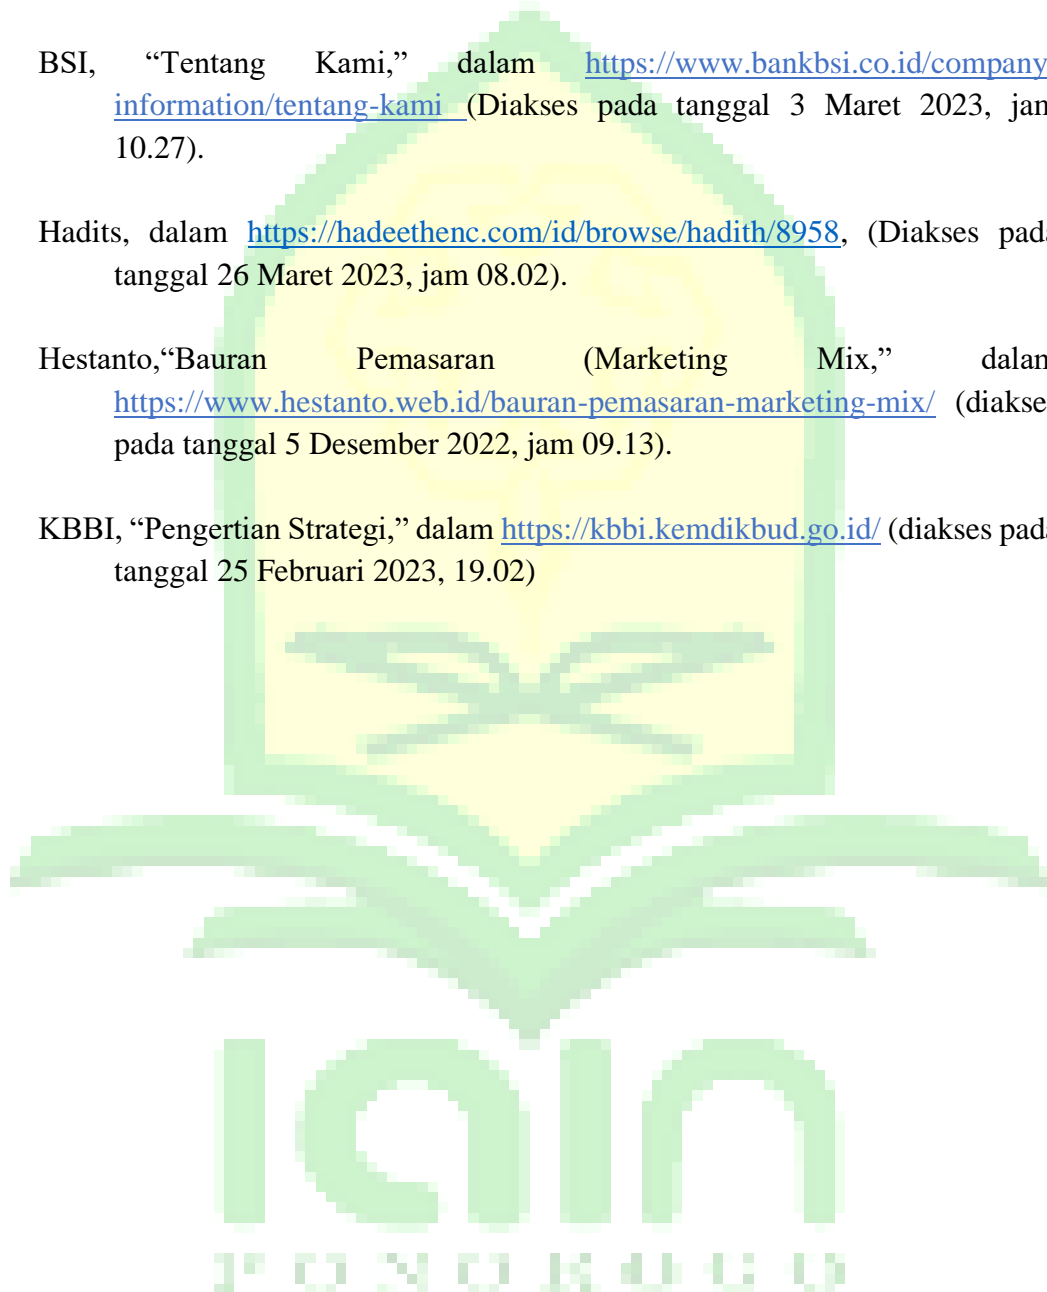 BSI, “Tentang Kami,” dalam https://www.bankbsi.co.id/company-
information/tentang-kami (Diakses pada tanggal 3 Maret 2023, jam
10.27).
Hadits, dalam https://hadeethenc.com/id/browse/hadith/8958, (Diakses pada
tanggal 26 Maret 2023, jam 08.02).
Hestanto,“Bauran Pemasaran (Marketing Mix,” dalam
https://www.hestanto.web.id/bauran-pemasaran-marketing-mix/ (diakses
pada tanggal 5 Desember 2022, jam 09.13).
KBBI, “Pengertian Strategi,” dalam https://kbbi.kemdikbud.go.id/ (diakses pada
tanggal 25 Februari 2023, 19.02)
iain
PONOROGO